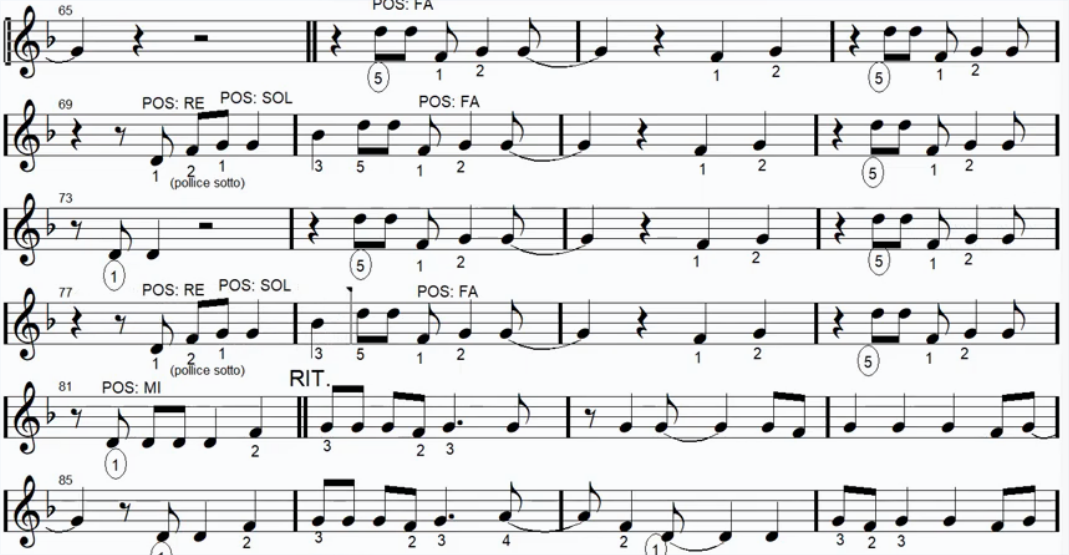 POS: FA
65
5 1 2 1 2 5 1 2
69 POS: RE POS: SOL POS: FA
1 2 1 3 5 1 2 1 2 5 1 2
(pollice sotto)
73
1 5 1 2 1 2 5 1 2
77 POS: RE POS: SOL POS: FA
1 2 1 3 5 1 2 1 2 5 1 2
(pollice sotto)
81 POS: MI RIT.
1 2 3 2 3
85
1 2 3 2 3 4 2 1 3 2 3